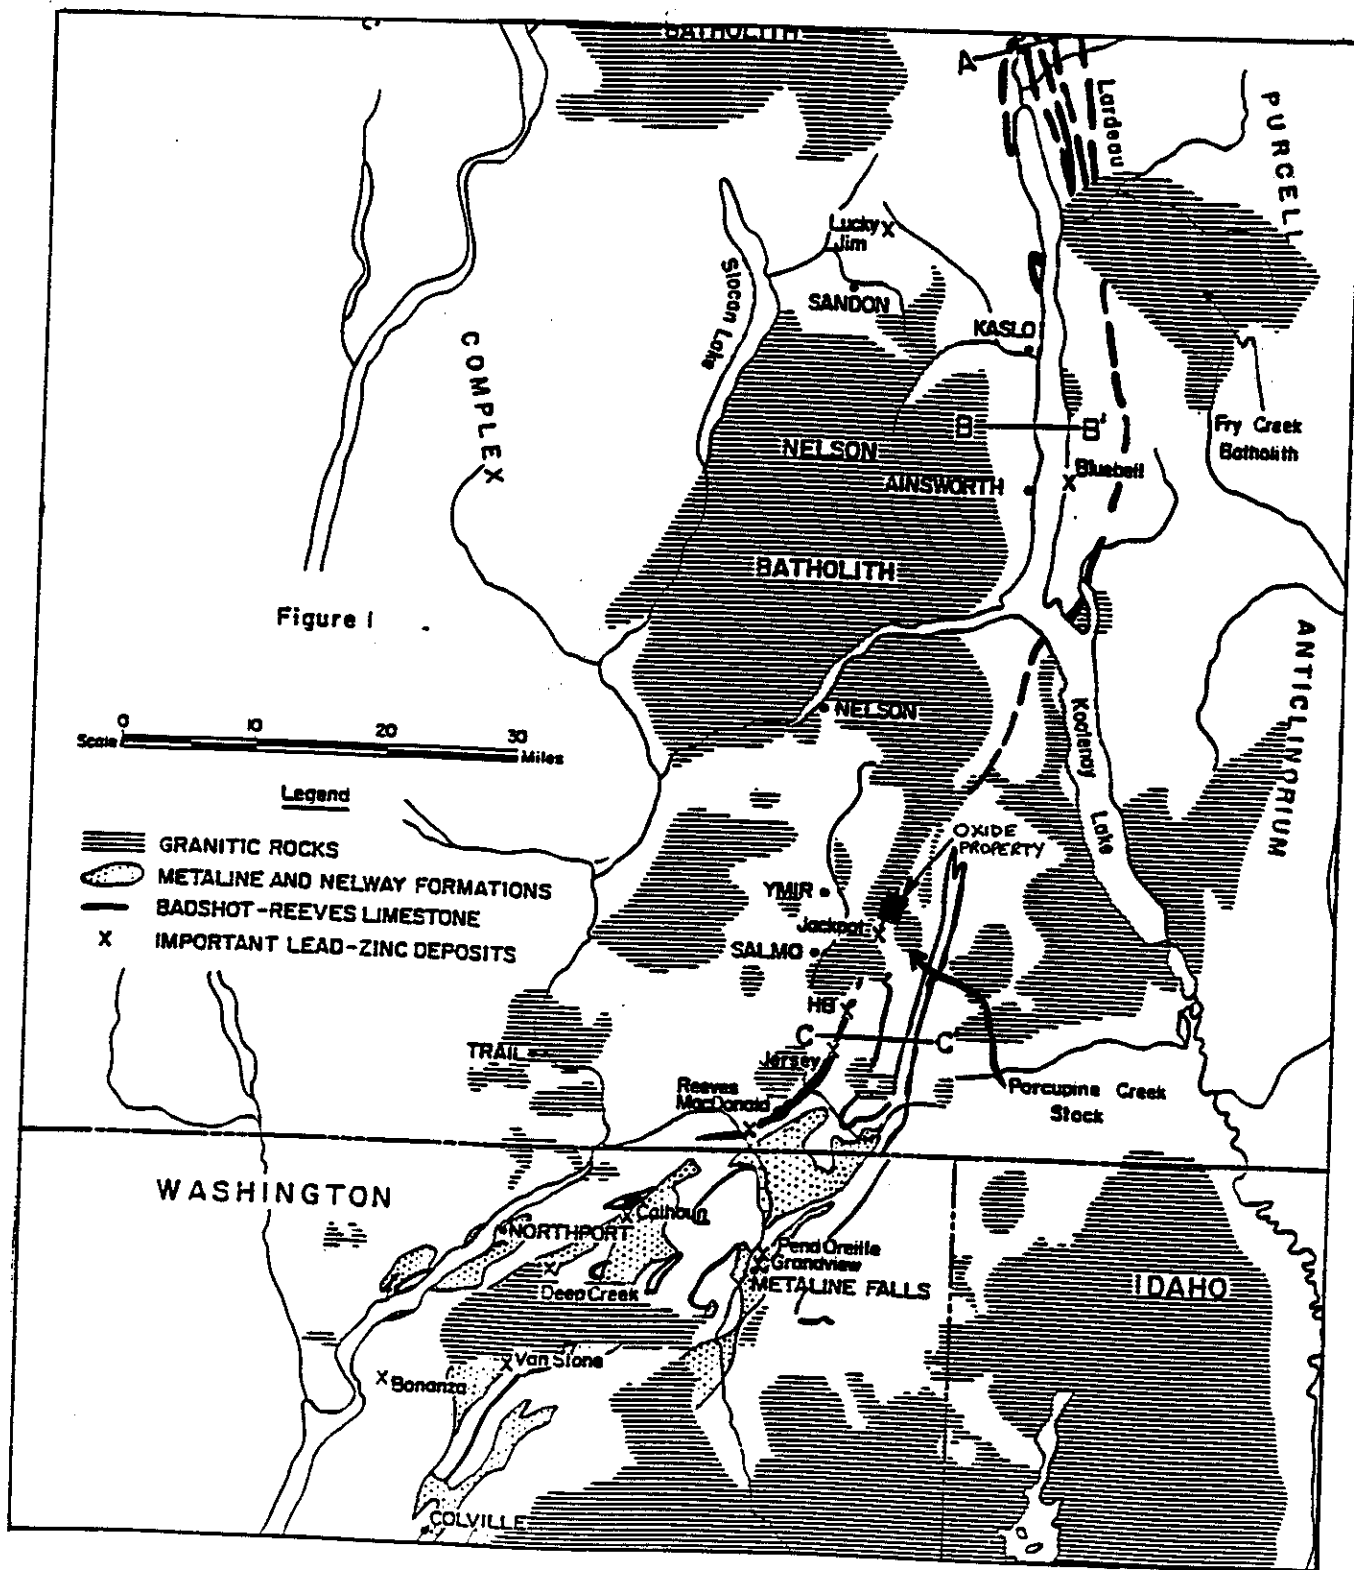 BATHOLITH
A
Lardeau
PURCELL
Lucky
Jim
X
Slocan Lake
SANDON
KASLO
COMPLEX
B
B'
Fry Creek
Batholith
NELSON
AINSWORTH
X
Bluebell
BATHOLITH
Figure 1
ANTICLINORIUM
NELSON
Kootenay
Lake
0 10 20 30
Scale
Miles
Legend
GRANITIC ROCKS
METALINE AND NELWAY FORMATIONS
BADSHOT-REEVES LIMESTONE
X IMPORTANT LEAD-ZINC DEPOSITS
OXIDE
PROPERTY
YMIR
Jackpot
X
SALMO
HB
X
C
C'
TRAIL
Jersey
X
Reeves
MacDonald
X
Porcupine Creek
Stock
WASHINGTON
X
Calhoun
NORTHPORT
X
Pend Oreille
X
Grandview
X
Deep Creek
METALINE FALLS
IDAHO
X
Van Stone
X
Bonanza
COLVILLE